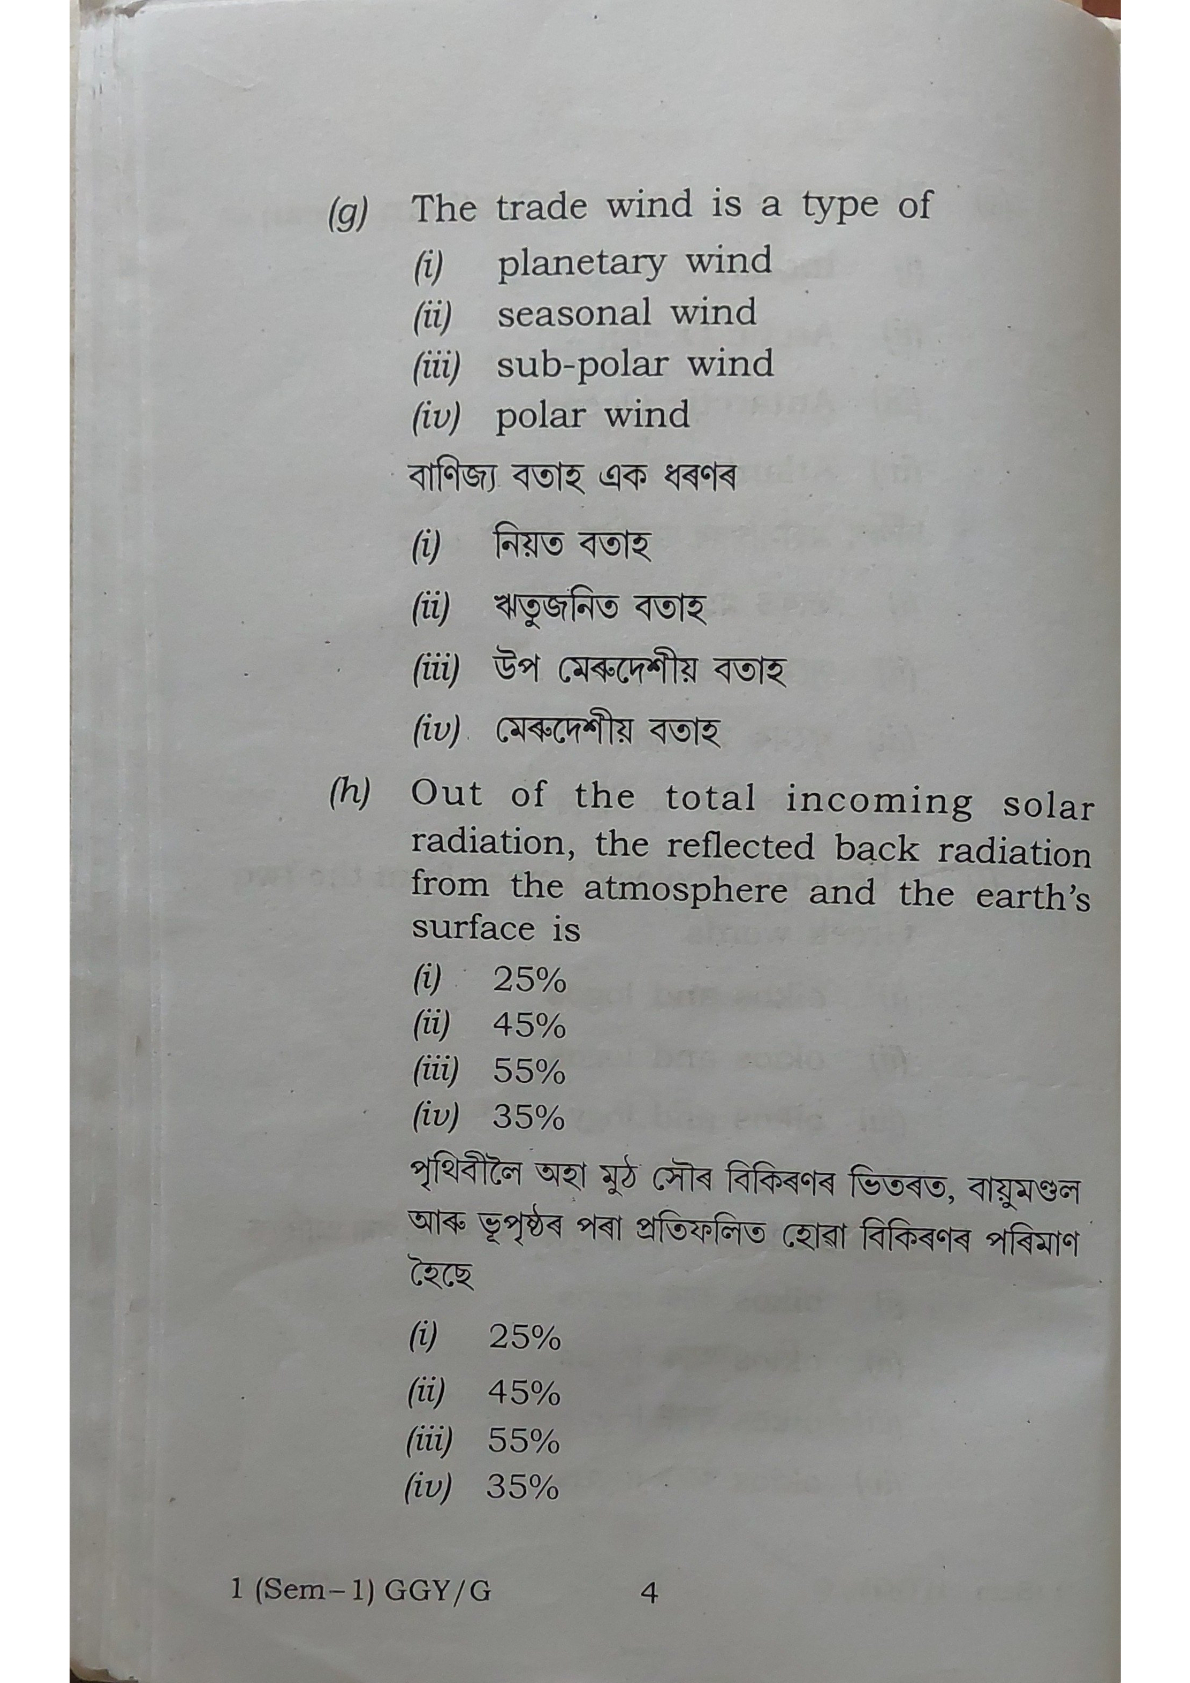 (g) The trade wind is a type of
(i) planetary wind
(ii) seasonal wind
(iii) sub-polar wind
(iv) polar wind
বাণিজ্য বতাহ এক ধৰণৰ
(i) নিয়ত বতাহ
(ii) ঋতুজনিত বতাহ
(iii) উপ মেৰুদেশীয় বতাহ
(iv) মেৰুদেশীয় বতাহ
(h) Out of the total incoming solar
radiation, the reflected back radiation
from the atmosphere and the earth's
surface is
(i) 25%
(ii) 45%
(iii) 55%
(iv) 35%
পৃথিবীলৈ অহা মুঠ সৌৰ বিকিৰণৰ ভিতৰত, বায়ুমণ্ডল
আৰু ভূপৃষ্ঠৰ পৰা প্ৰতিফলিত হোৱা বিকিৰণৰ পৰিমাণ
হৈছে
(i) 25%
(ii) 45%
(iii) 55%
(iv) 35%
1 (Sem–1) GGY/G 4